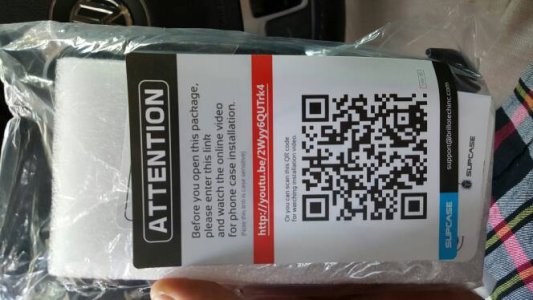 ATTENTION
Before you open this package,
please enter this link
and watch the online video
for phone case installation.
(Note this link is case sensitive)
http://youtu.be/2Wyy6QUTrk4
Or you can scan this QR code
for watching installation video.
support@trillotechinc.com
SUPCASE
SUPCASE